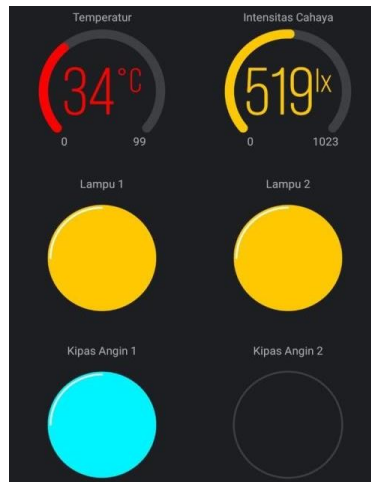 Temperatur
Intensitas Cahaya
34°C
519lx
0 99
0 1023
Lampu 1
Lampu 2
Kipas Angin 1
Kipas Angin 2